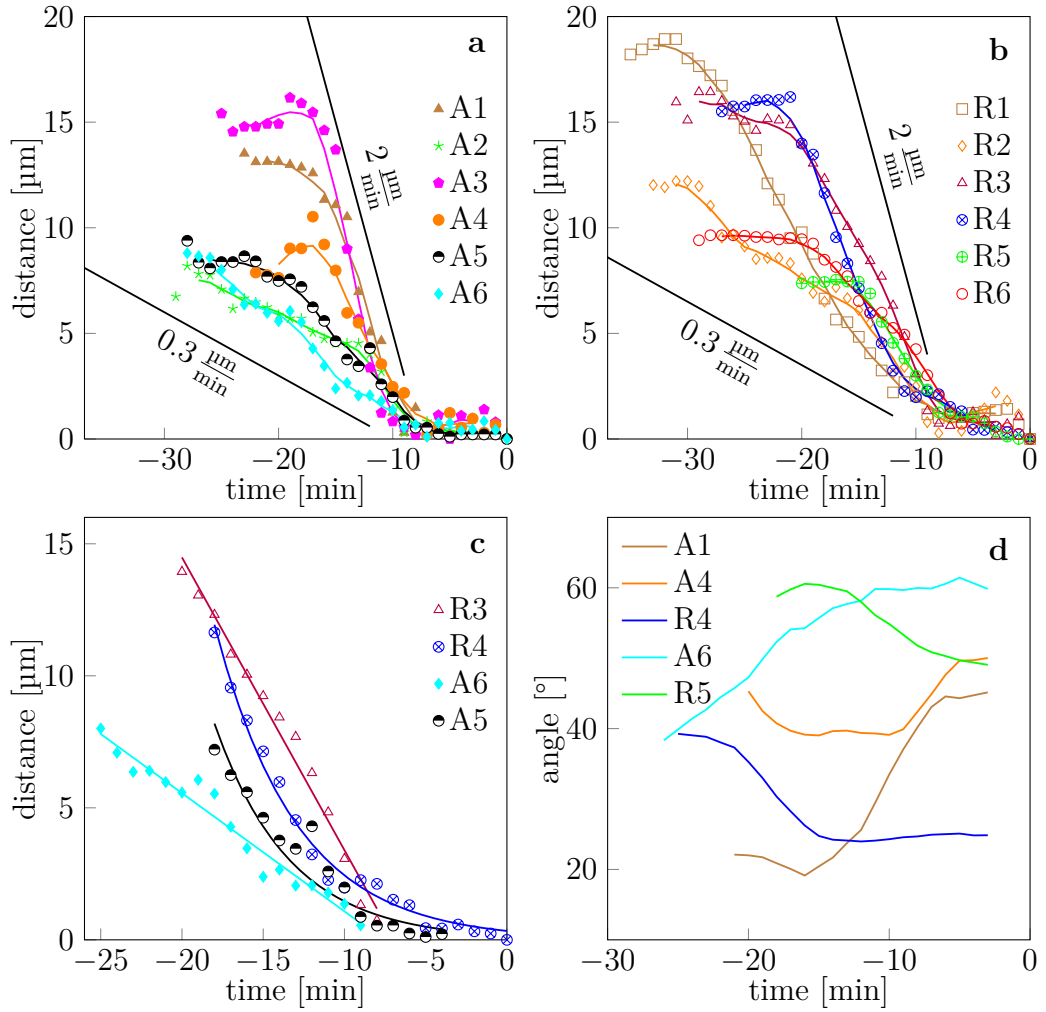 a
20
15
10
5
0
distance [µm]
−30
−20
−10
0
time [min]
A1
A2
A3
A4
A5
A6
2 µm/min
0.3 µm/min
b
20
15
10
5
0
distance [µm]
−30
−20
−10
0
time [min]
R1
R2
R3
R4
R5
R6
2 µm/min
0.3 µm/min
c
15
10
5
0
distance [µm]
−25
−20
−15
−10
−5
0
time [min]
R3
R4
A6
A5
d
60
40
20
angle [°]
−30
−20
−10
0
time [min]
A1
A4
R4
A6
R5